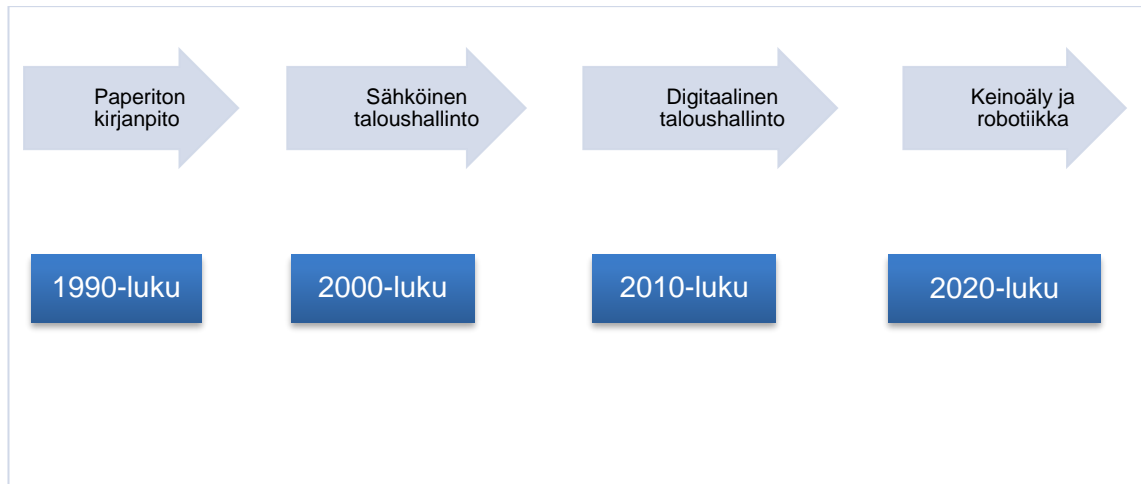 Paperiton
kirjanpito
Sähköinen
taloushallinto
Digitaalinen
taloushallinto
Keinoäly ja
robotiikka
1990-luku
2000-luku
2010-luku
2020-luku